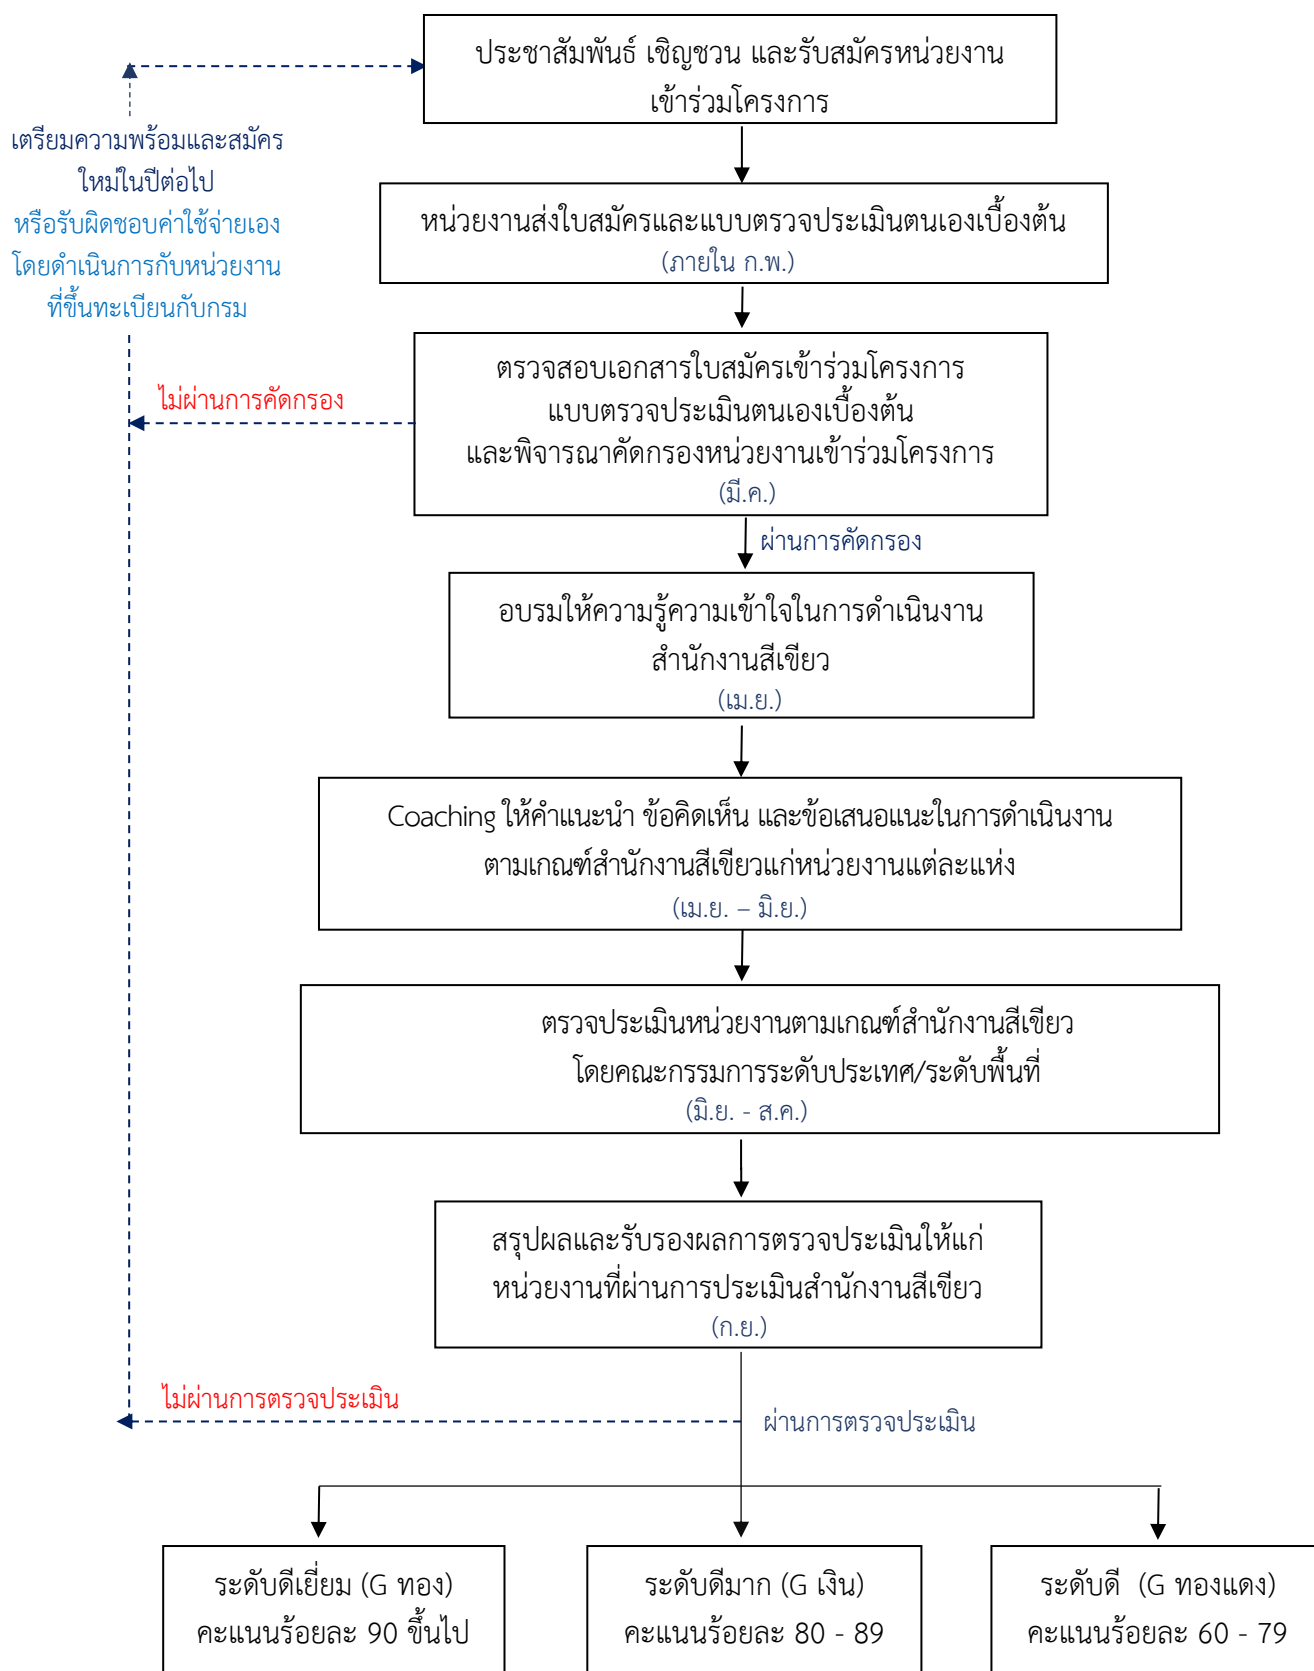 ประชาสัมพันธ์ เชิญชวน และรับสมัครหน่วยงาน
เข้าร่วมโครงการ
เตรียมความพร้อมและสมัคร
ใหม่ในปีต่อไป
หรือรับผิดชอบค่าใช้จ่ายเอง
โดยดำเนินการกับหน่วยงาน
ที่ขึ้นทะเบียนกับกรม
หน่วยงานส่งใบสมัครและแบบตรวจประเมินตนเองเบื้องต้น
(ภายใน ก.พ.)
ตรวจสอบเอกสารใบสมัครเข้าร่วมโครงการ
แบบตรวจประเมินตนเองเบื้องต้น
และพิจารณาคัดกรองหน่วยงานเข้าร่วมโครงการ
(มี.ค.)
ไม่ผ่านการคัดกรอง
ผ่านการคัดกรอง
อบรมให้ความรู้ความเข้าใจในการดำเนินงาน
สำนักงานสีเขียว
(เม.ย.)
Coaching ให้คำแนะนำ ข้อคิดเห็น และข้อเสนอแนะในการดำเนินงาน
ตามเกณฑ์สำนักงานสีเขียวแก่หน่วยงานแต่ละแห่ง
(เม.ย. – มิ.ย.)
ตรวจประเมินหน่วยงานตามเกณฑ์สำนักงานสีเขียว
โดยคณะกรรมการระดับประเทศ/ระดับพื้นที่
(มิ.ย. - ส.ค.)
สรุปผลและรับรองผลการตรวจประเมินให้แก่
หน่วยงานที่ผ่านการประเมินสำนักงานสีเขียว
(ก.ย.)
ไม่ผ่านการตรวจประเมิน
ผ่านการตรวจประเมิน
ระดับดีเยี่ยม (G ทอง)
คะแนนร้อยละ 90 ขึ้นไป
ระดับดีมาก (G เงิน)
คะแนนร้อยละ 80 - 89
ระดับดี (G ทองแดง)
คะแนนร้อยละ 60 - 79